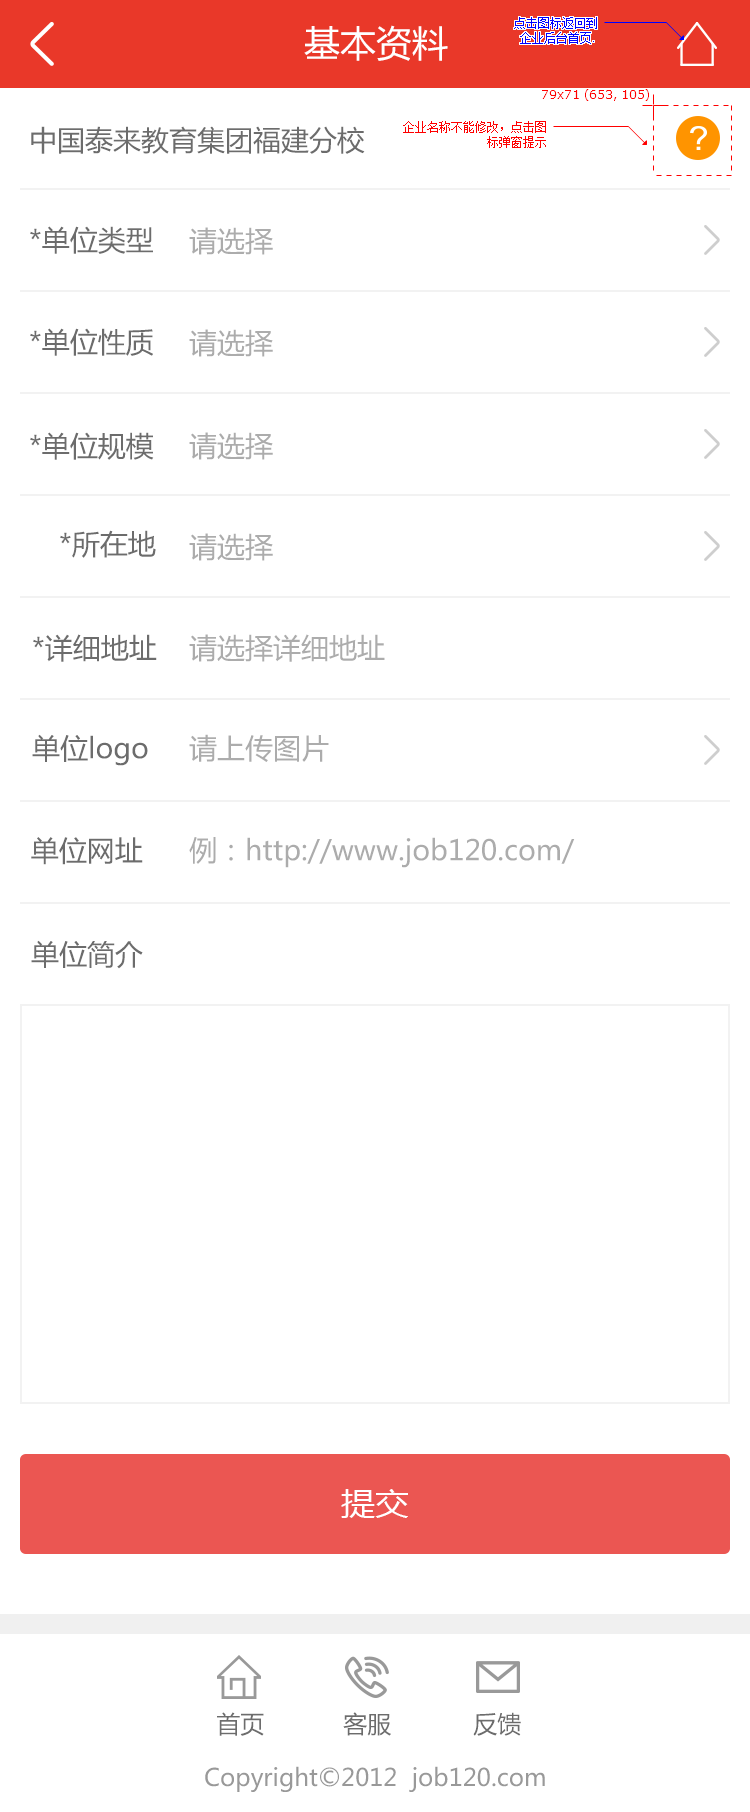 基本资料
点击图标返回到
企业后台首页.
79x71 (653, 105)
中国泰来教育集团福建分校
企业名称不能修改，点击图
标弹窗提示
?
*单位类型 请选择
*单位性质 请选择
*单位规模 请选择
*所在地 请选择
*详细地址 请选择详细地址
单位logo 请上传图片
单位网址 例：http://www.job120.com/
单位简介
提交
首页 客服 反馈
Copyright©2012 job120.com